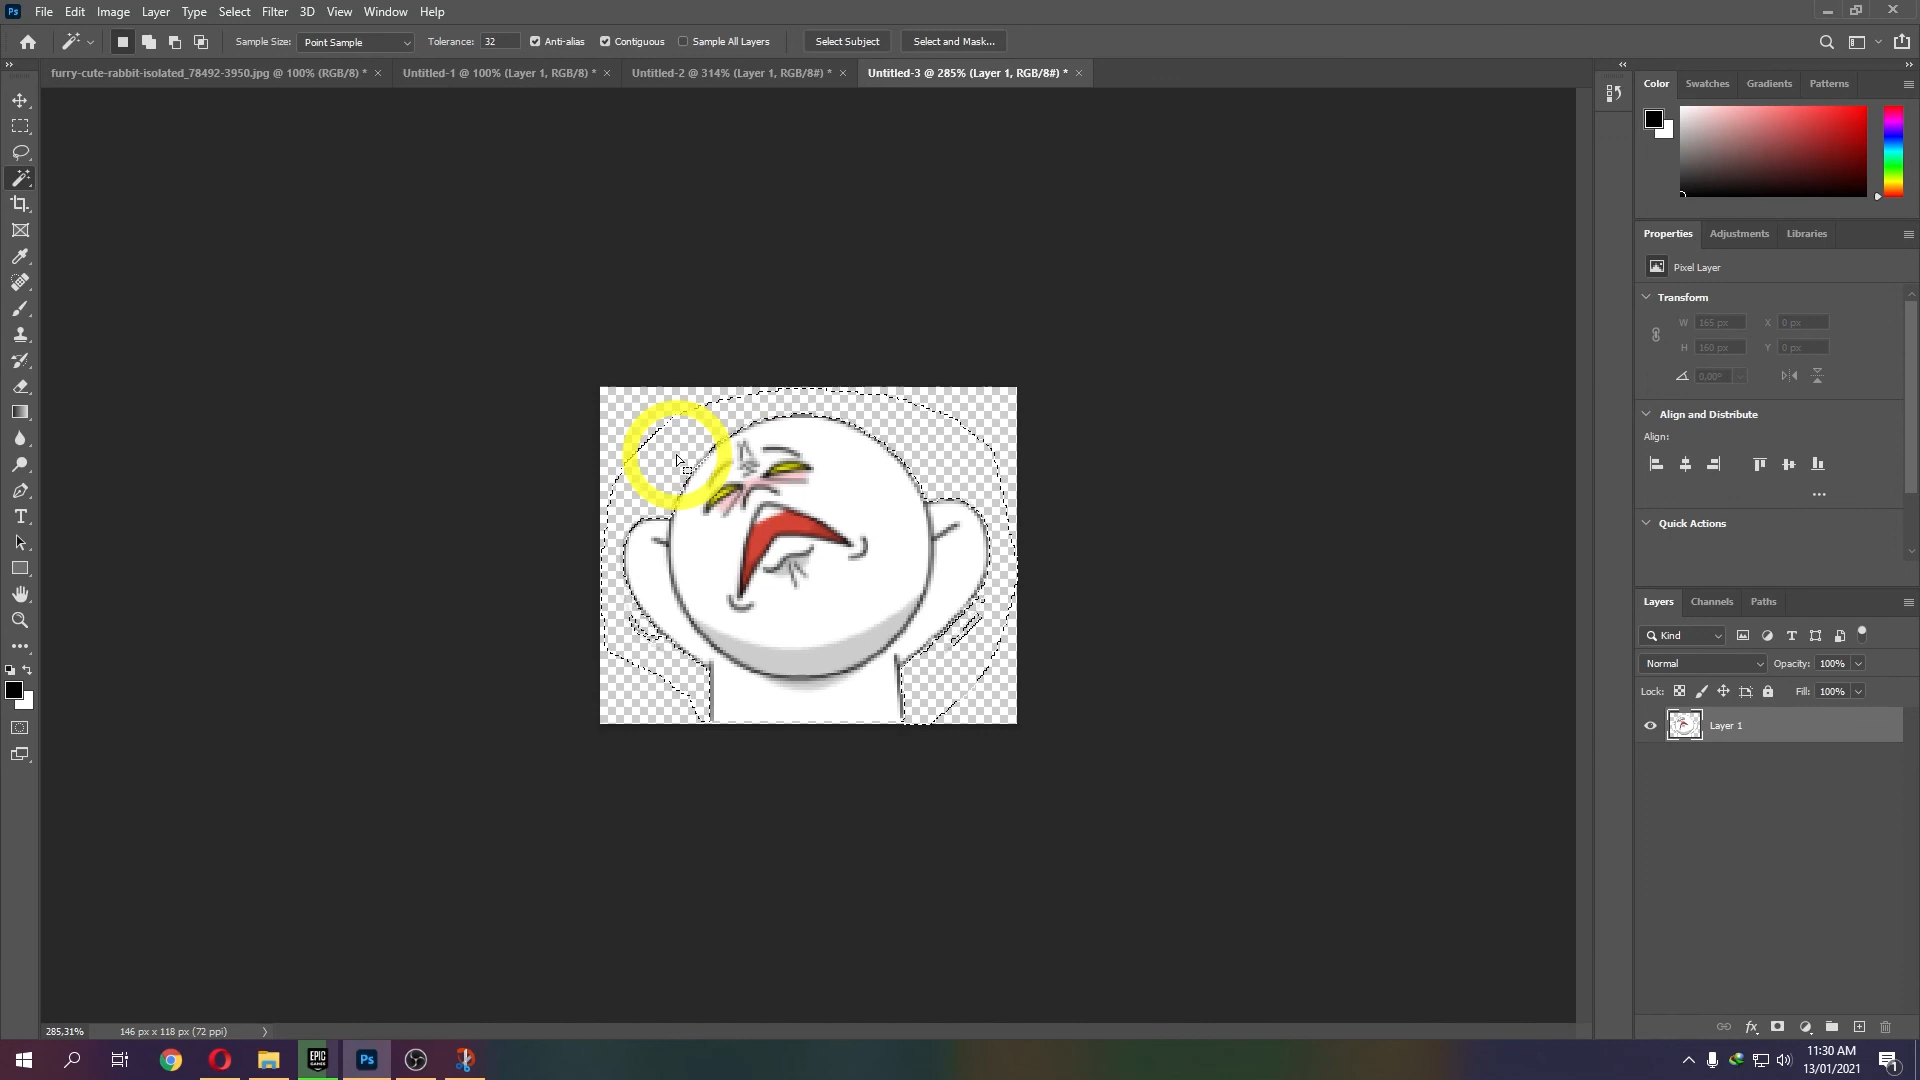 Ps File Edit Image Layer Type Select Filter 3D View Window Help
Sample Size: Point Sample Tolerance: 32 Anti-alias Contiguous Sample All Layers Select Subject Select and Mask...
furry-cute-rabbit-isolated_78492-3950.jpg @ 100% (RGB/8) * Untitled-1 @ 100% (Layer 1, RGB/8) * Untitled-2 @ 314% (Layer 1, RGB/8#) * Untitled-3 @ 285% (Layer 1, RGB/8#) *
Color Swatches Gradients Patterns
Properties Adjustments Libraries
Pixel Layer
Transform
W 165 px X 0 px
H 160 px Y 0 px
0,00°
Align and Distribute
Align:
Quick Actions
Layers Channels Paths
Kind
Normal Opacity: 100%
Lock: Fill: 100%
Layer 1
285,31% 146 px x 118 px (72 ppi)
EPIC GAMES Ps
11:30 AM
13/01/2021
1